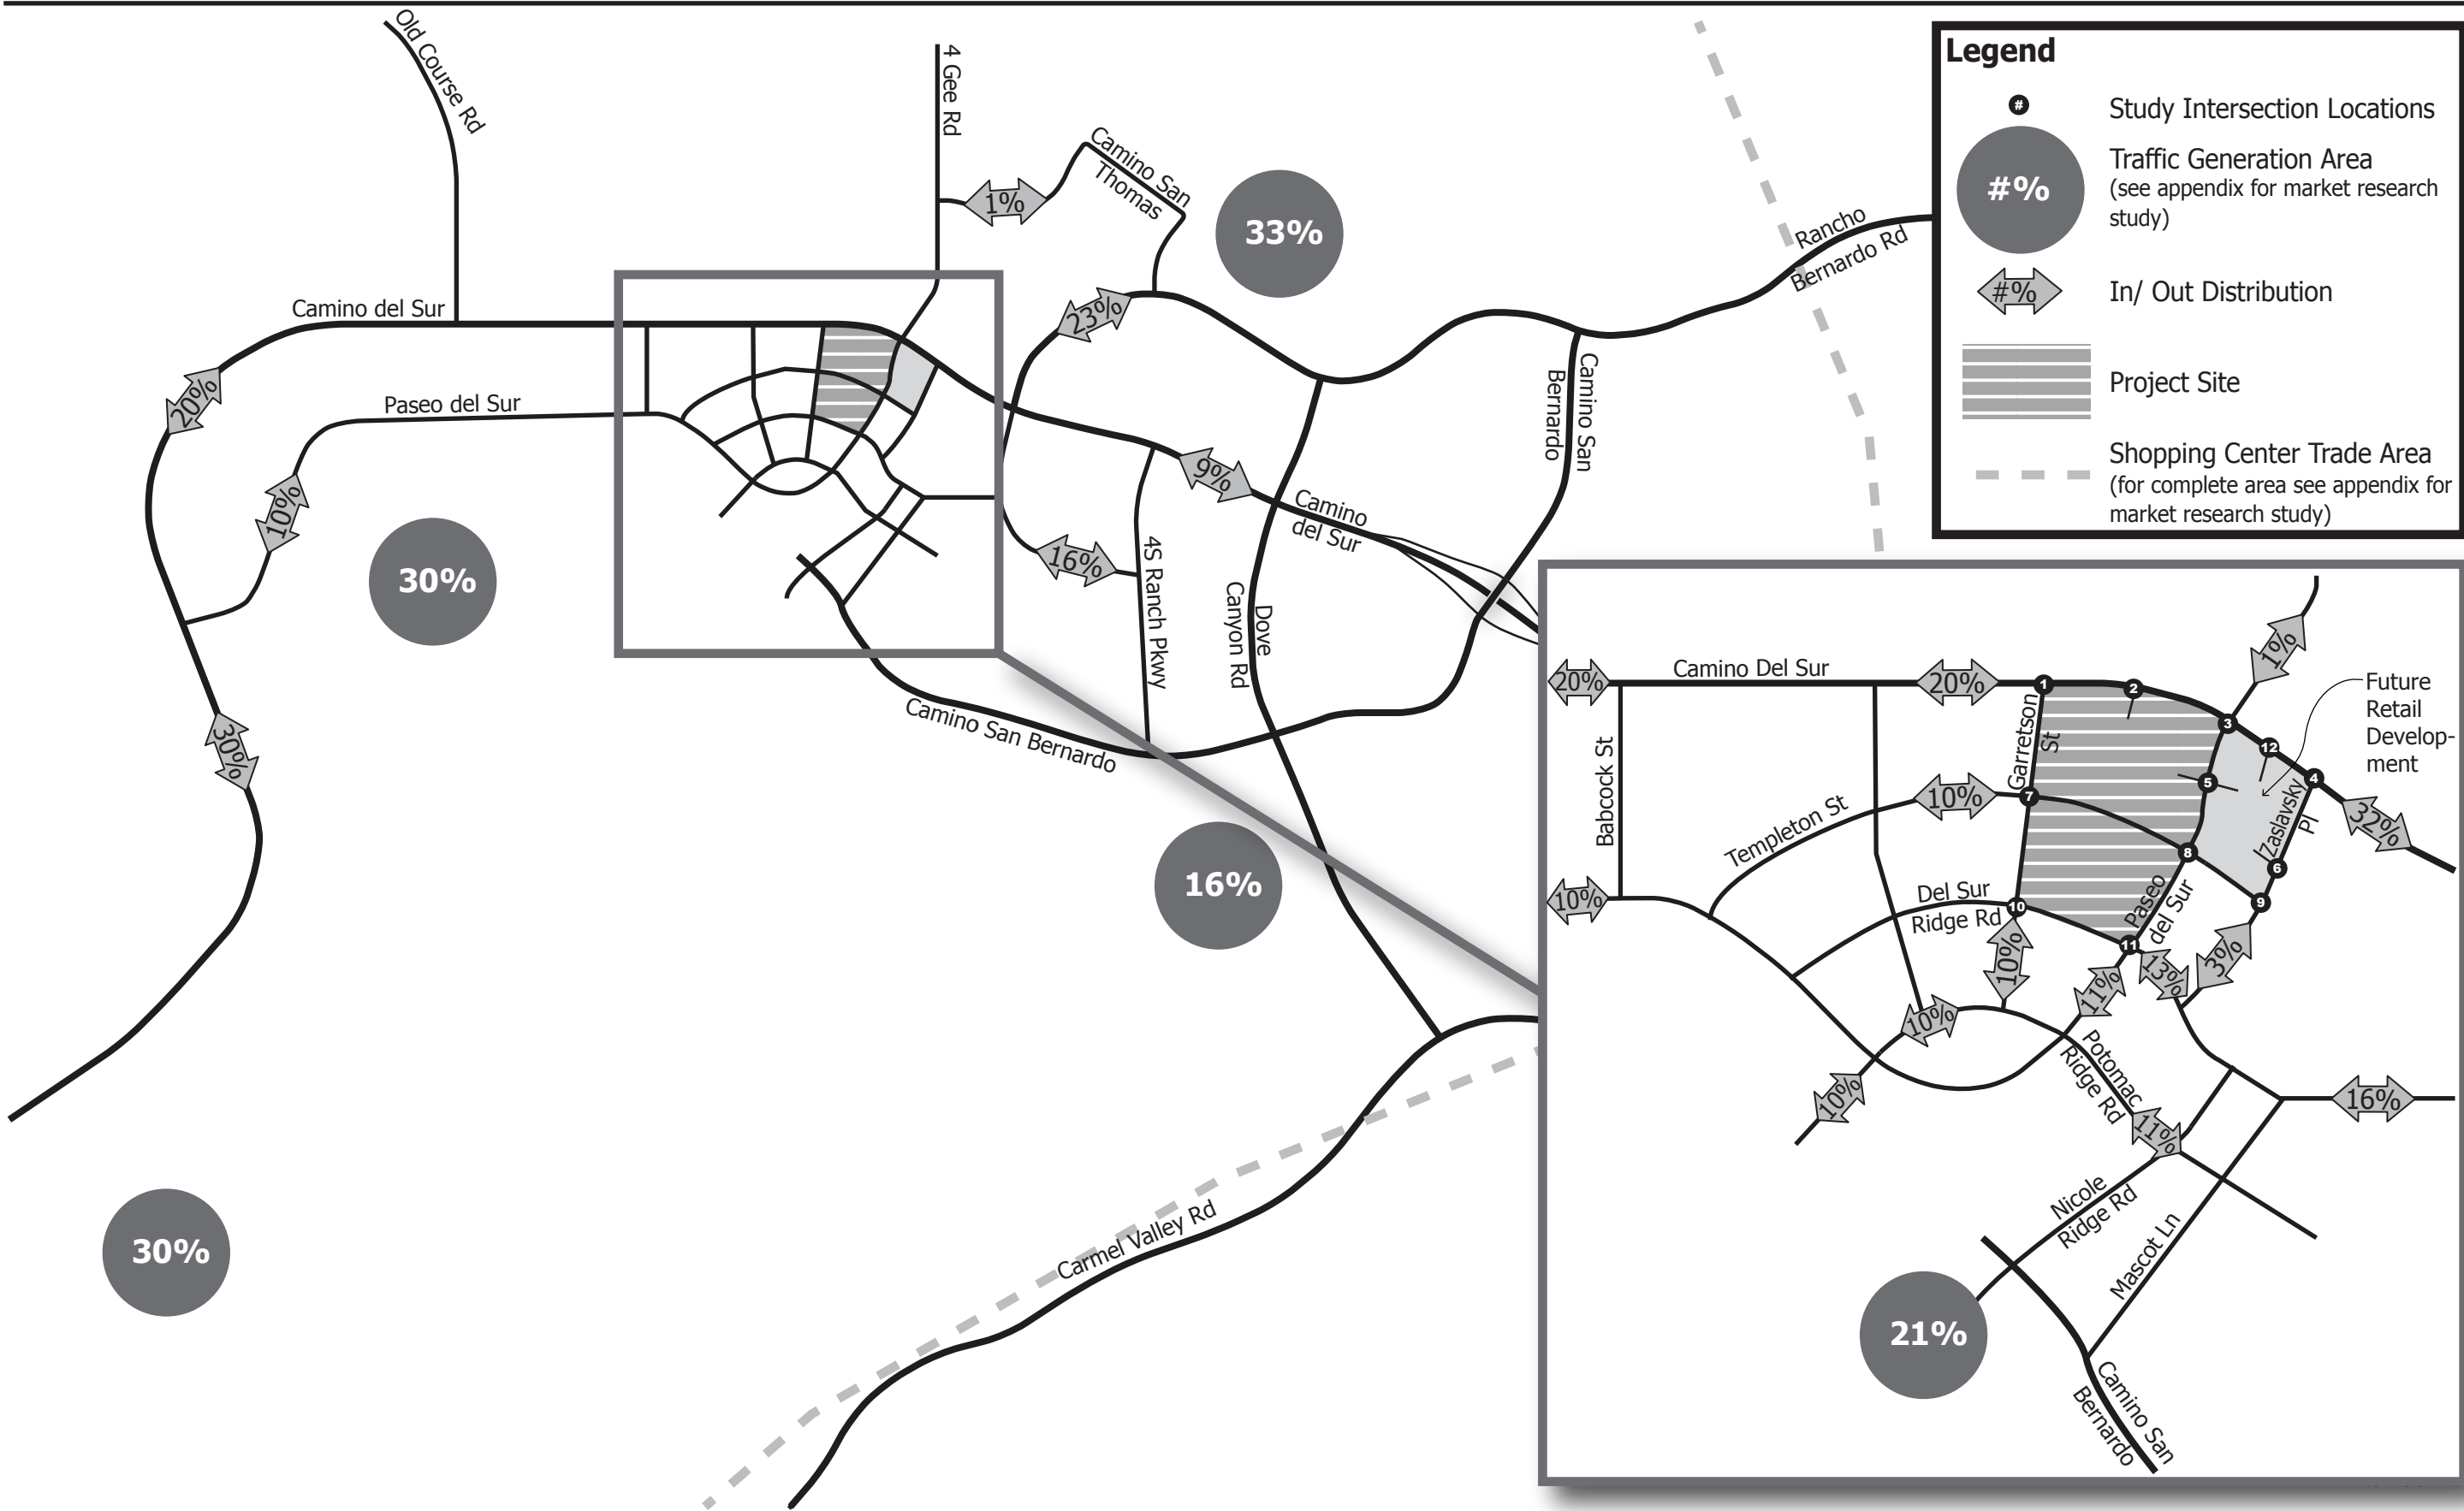 Old Course Rd
4 Gee Rd
Camino San
Thomas
1%
33%
23%
Rancho
Bernardo Rd
Camino del Sur
20%
Paseo del Sur
10%
30%
30%
30%
9%
Camino
del Sur
16%
4S Ranch Pkwy
Dove
Canyon Rd
Camino San
Bernardo
Camino San Bernardo
16%
Carmel Valley Rd
Legend
#
Study Intersection Locations
#%
Traffic Generation Area
(see appendix for market research
study)
#%
In/ Out Distribution
Project Site
Shopping Center Trade Area
(for complete area see appendix for
market research study)
20%
Camino Del Sur
20%
1
2
3
12
4
1%
Future
Retail
Develop-
ment
32%
Babcock St
Garretson
St
Templeton St
10%
7
5
8
Zaslavsky
Pl
6
9
10%
Del Sur
Ridge Rd
10
Paseo
del Sur
11
10%
11%
13%
3%
10%
10%
Potomac
Ridge Rd
11%
16%
Nicole
Ridge Rd
Mascot Ln
21%
Camino San
Bernardo